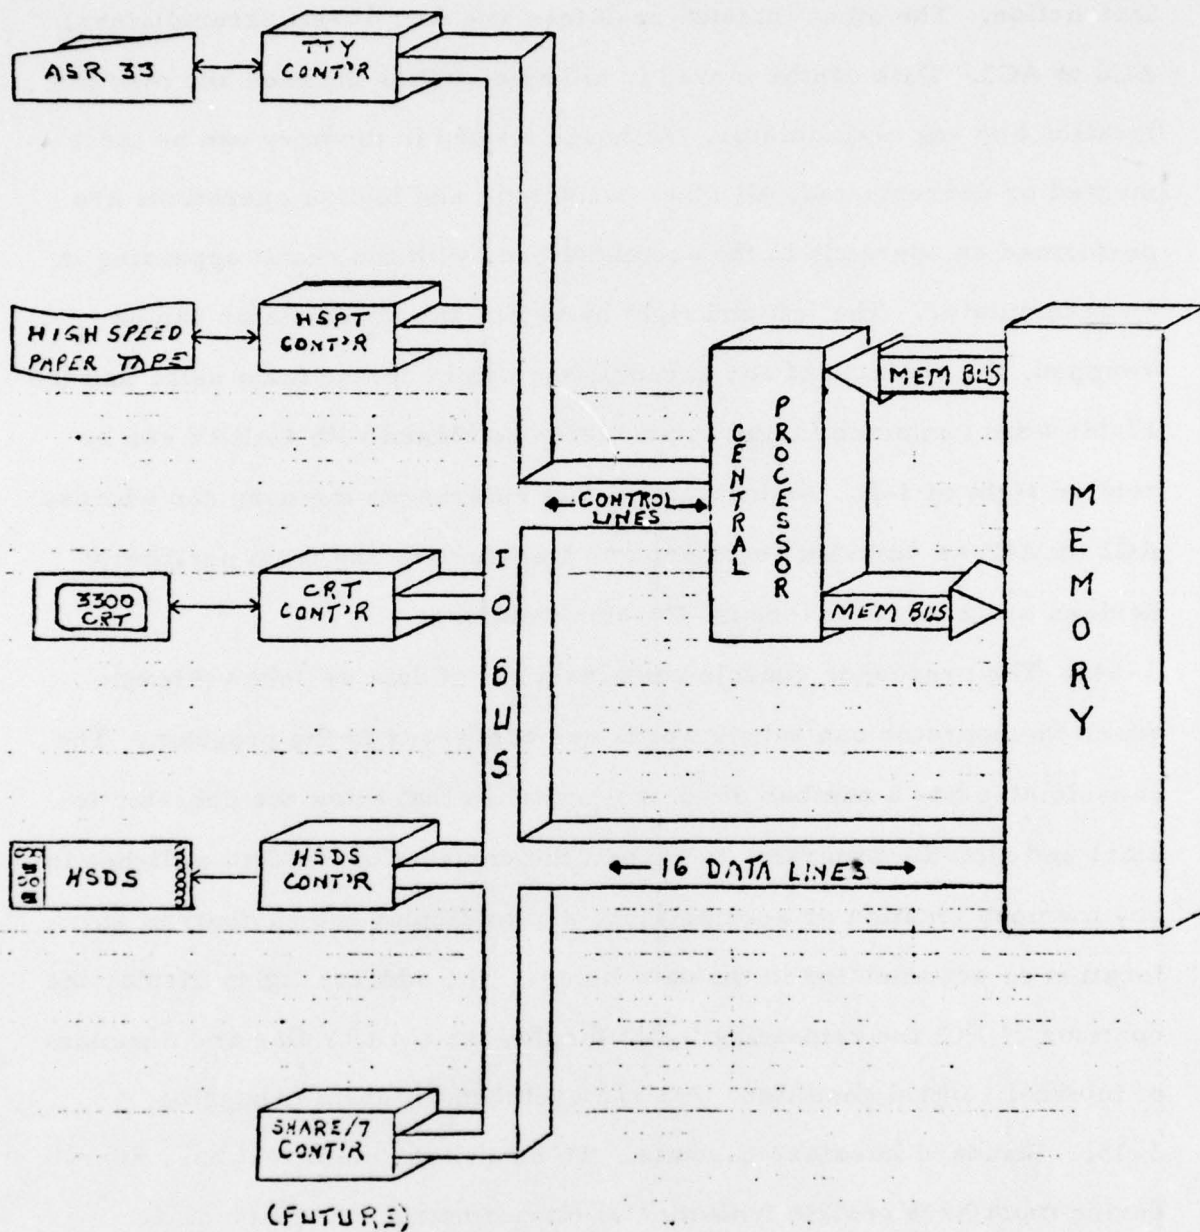 ASR 33
TTY
CONT'R
HIGH SPEED
PAPER TAPE
HSPT
CONT'R
CENTRAL
PROCESSOR
MEM BUS
MEM BUS
MEMORY
CONTROL
LINES
3300
CRT
CRT
CONT'R
I O BUS
HSDS
HSDS
CONT'R
16 DATA LINES
SHARE/7
CONT'R
(FUTURE)